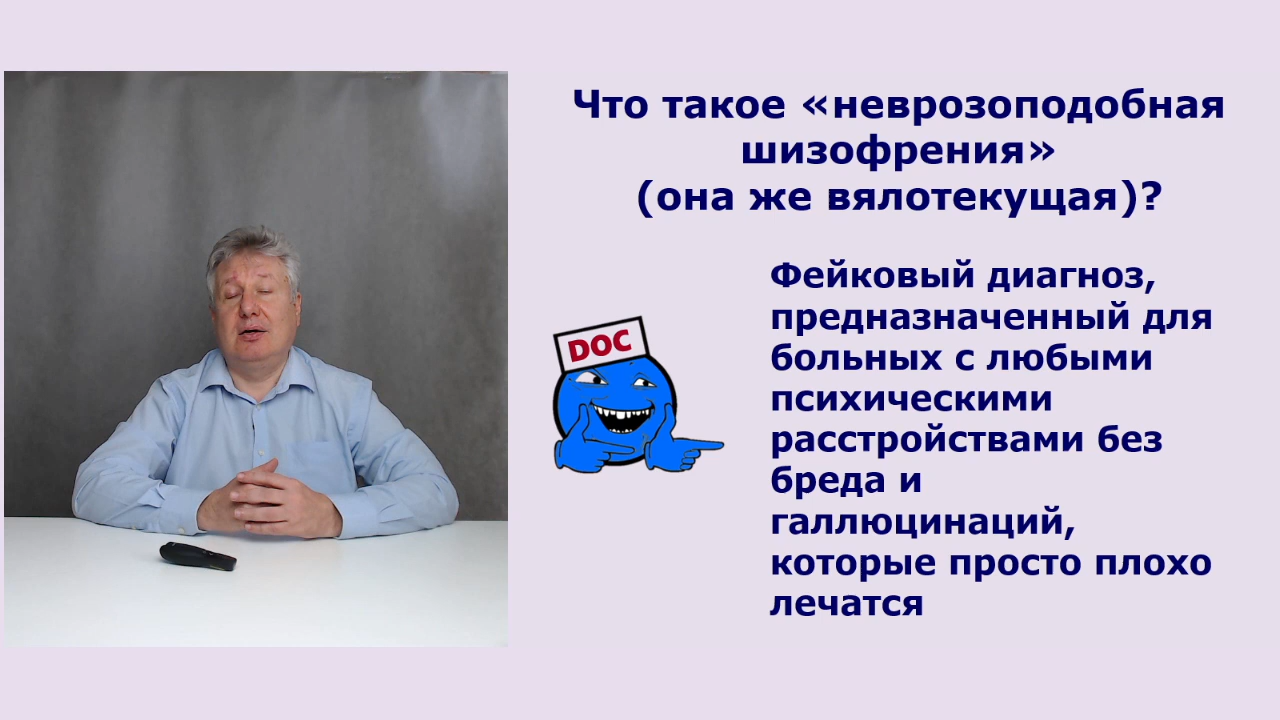 Что такое «неврозоподобная
шизофрения»
(она же вялотекущая)?
Фейковый диагноз,
предназначенный для
больных с любыми
психическими
расстройствами без
бреда и
галлюцинаций,
которые просто плохо
лечатся
DOC